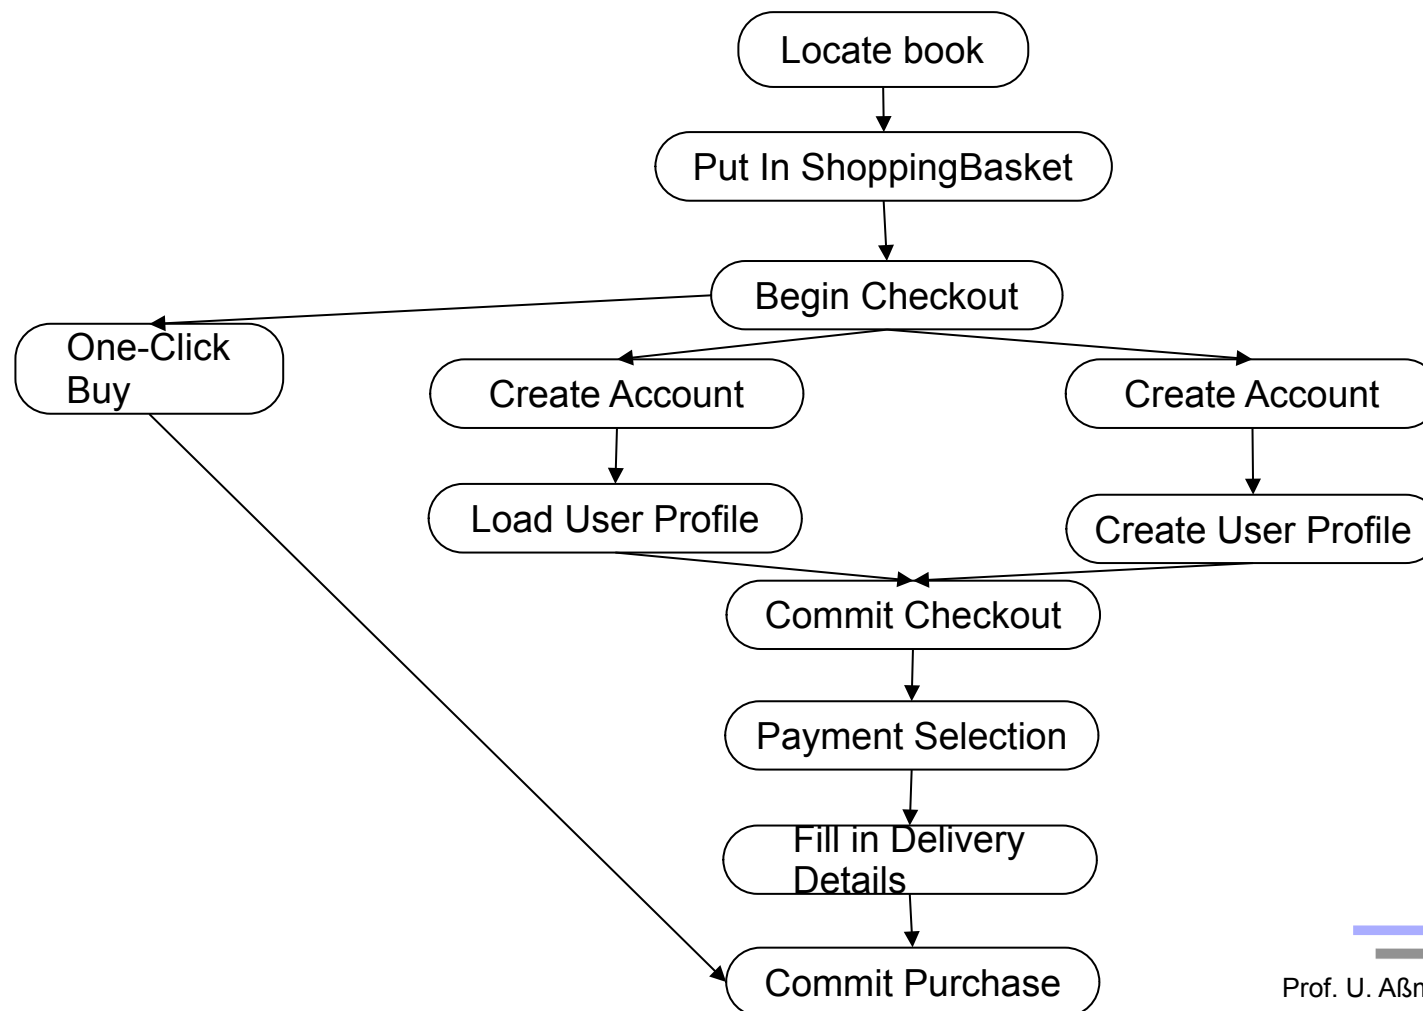 Locate book
Put In ShoppingBasket
Begin Checkout
One-Click
Buy
Create Account
Create Account
Load User Profile
Create User Profile
Commit Checkout
Payment Selection
Fill in Delivery
Details
Commit Purchase
Prof. U.